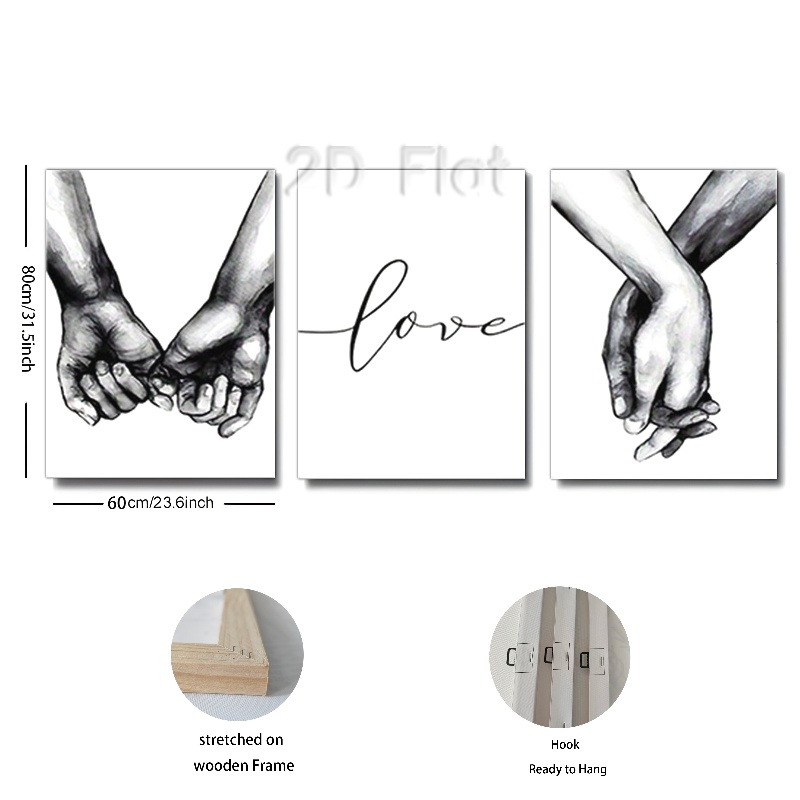 2D Flat
80cm/31.5inch
love
60cm/23.6inch
stretched on
wooden Frame
Hook
Ready to Hang